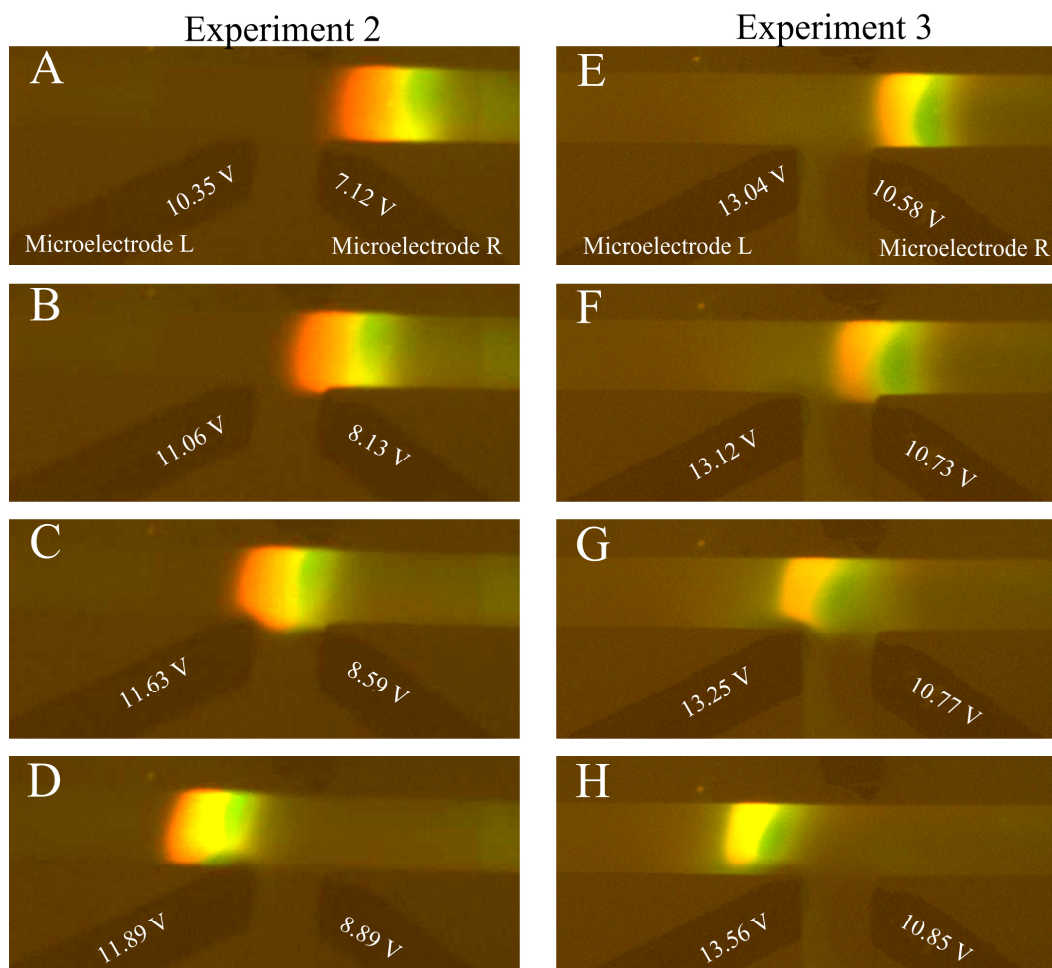 Experiment 2
Experiment 3
A
10.35 V
7.12 V
Microelectrode L
Microelectrode R
E
13.04 V
10.58 V
Microelectrode L
Microelectrode R
B
11.06 V
8.13 V
F
13.12 V
10.73 V
C
11.63 V
8.59 V
G
13.25 V
10.77 V
D
11.89 V
8.89 V
H
13.56 V
10.85 V